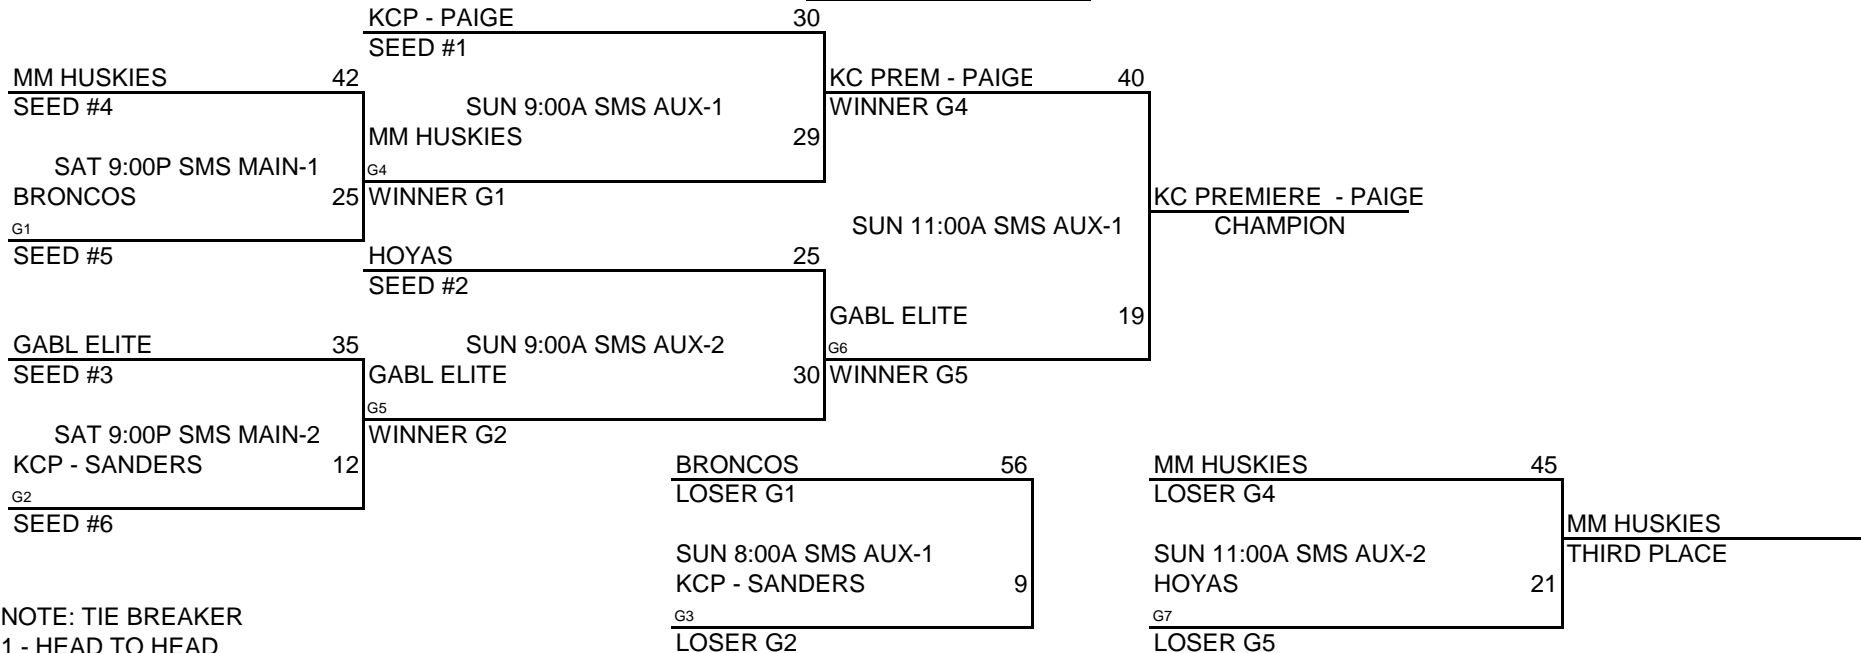 KCP - PAIGE 30
SEED #1
MM HUSKIES 42
KC PREM - PAIGE 40
SEED #4
SUN 9:00A SMS AUX-1
WINNER G4
MM HUSKIES 29
SAT 9:00P SMS MAIN-1
G4
BRONCOS 25
WINNER G1
KC PREMIERE - PAIGE
G1
SUN 11:00A SMS AUX-1
CHAMPION
SEED #5
HOYAS 25
SEED #2
GABL ELITE 19
GABL ELITE 35
SUN 9:00A SMS AUX-2
G6
SEED #3
GABL ELITE 30
WINNER G5
G5
SAT 9:00P SMS MAIN-2
WINNER G2
KCP - SANDERS 12
BRONCOS 56
MM HUSKIES 45
G2
LOSER G1
LOSER G4
SEED #6
MM HUSKIES
SUN 8:00A SMS AUX-1
SUN 11:00A SMS AUX-2
THIRD PLACE
KCP - SANDERS 9
HOYAS 21
NOTE: TIE BREAKER
G3
G7
1 - HEAD TO HEAD
LOSER G2
LOSER G5